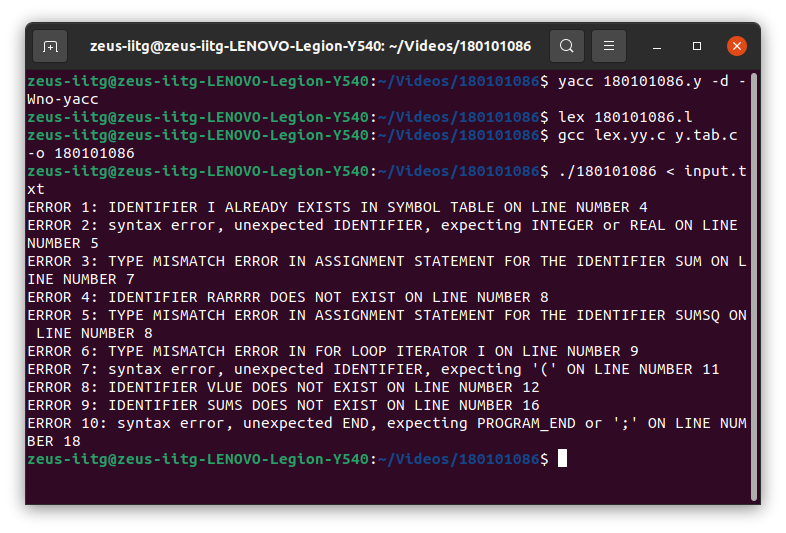 zeus-iitg@zeus-iitg-LENOVO-Legion-Y540: ~/Videos/180101086
zeus-iitg@zeus-iitg-LENOVO-Legion-Y540:~/Videos/180101086$ yacc 180101086.y -d -
Wno-yacc
zeus-iitg@zeus-iitg-LENOVO-Legion-Y540:~/Videos/180101086$ lex 180101086.l
zeus-iitg@zeus-iitg-LENOVO-Legion-Y540:~/Videos/180101086$ gcc lex.yy.c y.tab.c
-o 180101086
zeus-iitg@zeus-iitg-LENOVO-Legion-Y540:~/Videos/180101086$ ./180101086 < input.t
xt
ERROR 1: IDENTIFIER I ALREADY EXISTS IN SYMBOL TABLE ON LINE NUMBER 4
ERROR 2: syntax error, unexpected IDENTIFIER, expecting INTEGER or REAL ON LINE
NUMBER 5
ERROR 3: TYPE MISMATCH ERROR IN ASSIGNMENT STATEMENT FOR THE IDENTIFIER SUM ON L
INE NUMBER 7
ERROR 4: IDENTIFIER RARRRR DOES NOT EXIST ON LINE NUMBER 8
ERROR 5: TYPE MISMATCH ERROR IN ASSIGNMENT STATEMENT FOR THE IDENTIFIER SUMSQ ON
 LINE NUMBER 8
ERROR 6: TYPE MISMATCH ERROR IN FOR LOOP ITERATOR I ON LINE NUMBER 9
ERROR 7: syntax error, unexpected IDENTIFIER, expecting '(' ON LINE NUMBER 11
ERROR 8: IDENTIFIER VLUE DOES NOT EXIST ON LINE NUMBER 12
ERROR 9: IDENTIFIER SUMS DOES NOT EXIST ON LINE NUMBER 16
ERROR 10: syntax error, unexpected END, expecting PROGRAM_END or ';' ON LINE NUM
BER 18
zeus-iitg@zeus-iitg-LENOVO-Legion-Y540:~/Videos/180101086$